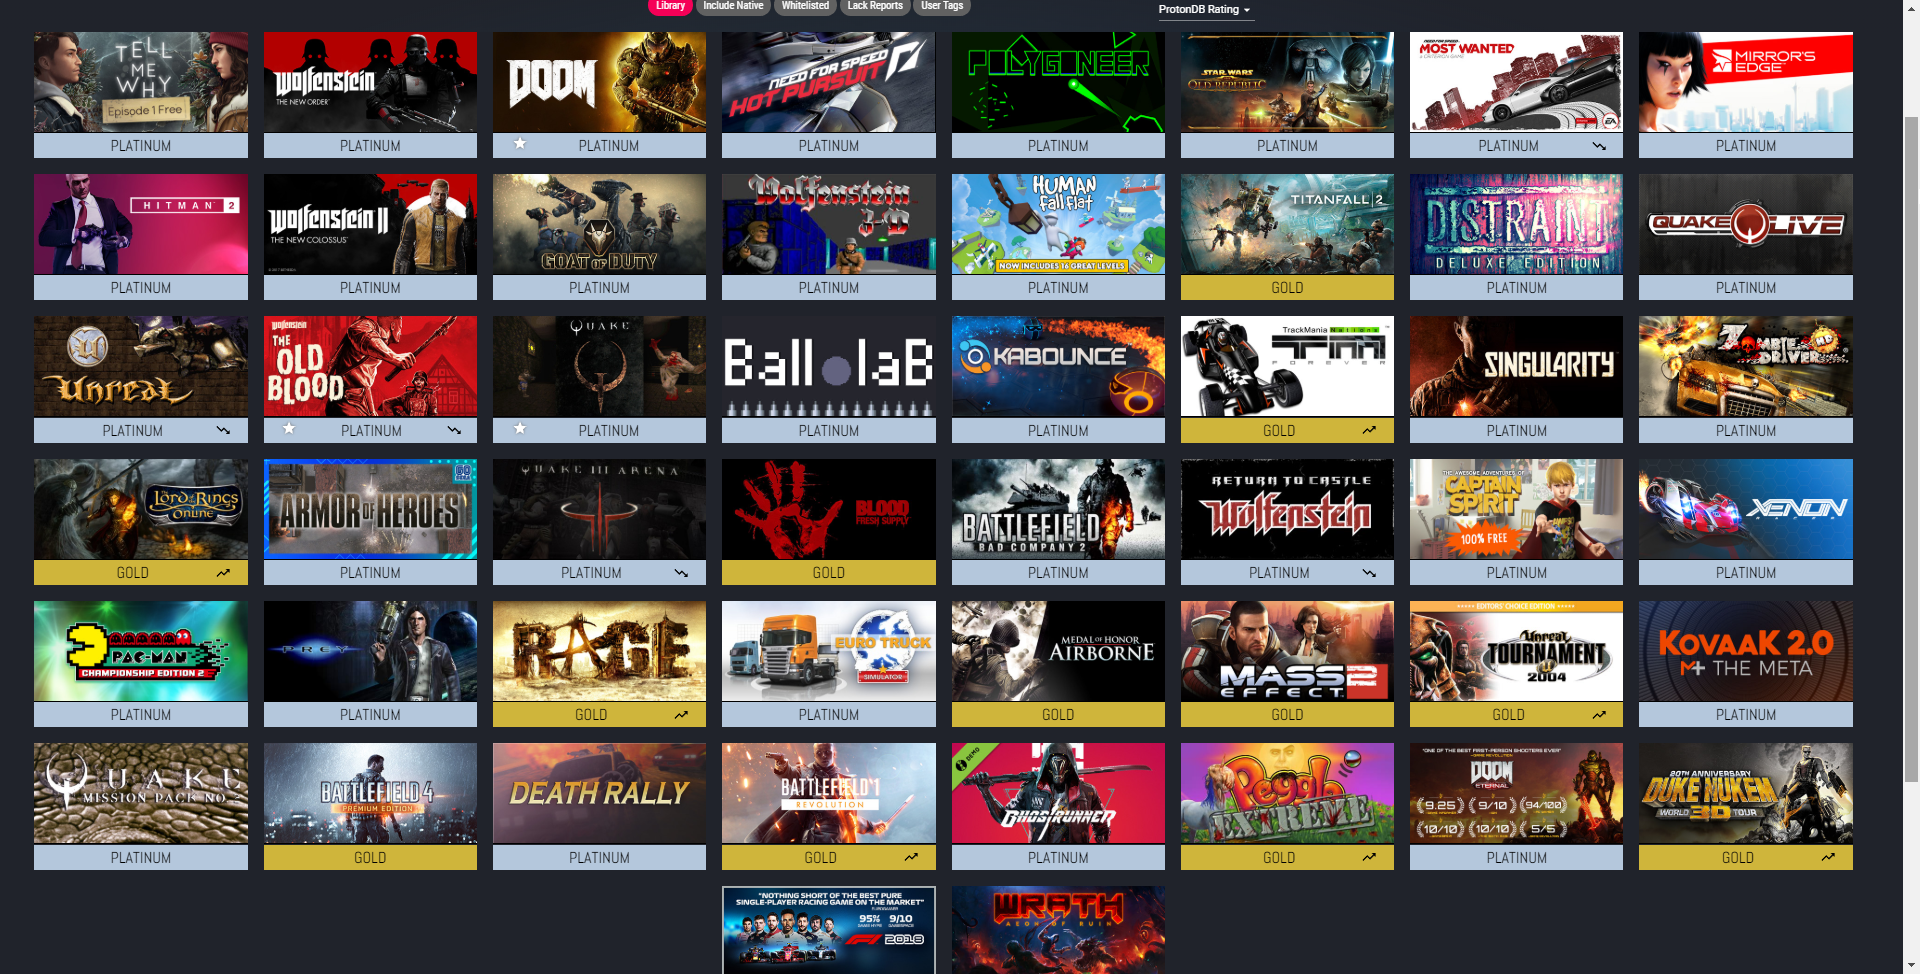 Library
Include Native
Whitelisted
Lack Reports
User Tags
ProtonDB Rating
TELL
ME
WHY
Episode 1 Free
Wolfenstein
THE NEW ORDER
DOOM
NEED FOR SPEED
HOT PURSUIT
POLYGONEER
STAR WARS
OLD REPUBLIC
NEED FOR SPEED
MOST WANTED
A CRITERION GAME
EA
MIRROR'S
EDGE
PLATINUM
PLATINUM
PLATINUM
PLATINUM
PLATINUM
PLATINUM
PLATINUM
PLATINUM
HITMAN 2
Wolfenstein II
THE NEW COLOSSUS
GOAT OF DUTY
Wolfenstein
3-D
HUMAN
fall flat
NOW INCLUDES 16 GREAT LEVELS
TITANFALL 2
DISTRAINT
DELUXE EDITION
QUAKE LIVE
PLATINUM
PLATINUM
PLATINUM
PLATINUM
PLATINUM
GOLD
PLATINUM
PLATINUM
Unreal
Wolfenstein
THE
OLD
BLOOD
QUAKE
Ball laB
KABOUNCE
TrackMania Nations
TM
FOREVER
SINGULARITY
ZOMBIE
DRIVER HD
PLATINUM
PLATINUM
PLATINUM
PLATINUM
PLATINUM
GOLD
PLATINUM
PLATINUM
THE
Lord of the Rings
Online
60
SEGA
ARMOR OF HEROES
QUAKE III ARENA
BLOOD
FRESH SUPPLY
BATTLEFIELD
BAD COMPANY 2
RETURN TO CASTLE
Wolfenstein
THE AWESOME ADVENTURES OF
CAPTAIN
SPIRIT
100% FREE
XENON
RACER
GOLD
PLATINUM
PLATINUM
GOLD
PLATINUM
PLATINUM
PLATINUM
PLATINUM
PAC-MAN
CHAMPIONSHIP EDITION 2
PREY
RAGE
EURO TRUCK
SIMULATOR
MEDAL OF HONOR
AIRBORNE
MASS
EFFECT 2
EDITORS' CHOICE EDITION
Unreal
TOURNAMENT
2004
KOVAAK 2.0
THE META
PLATINUM
PLATINUM
GOLD
PLATINUM
GOLD
GOLD
GOLD
PLATINUM
QUAKE
MISSION PACK NO. 2
BATTLEFIELD 4
PREMIUM EDITION
DEATH RALLY
BATTLEFIELD 1
REVOLUTION
DEMO
GHOSTRUNNER
Peggle
EXTREME
"ONE OF THE BEST FIRST-PERSON SHOOTERS EVER"
DOOM
ETERNAL
9.25 9/10 94/100
10/10 10/10 5/5
20TH ANNIVERSARY
DUKE NUKEM
3D
WORLD TOUR
PLATINUM
GOLD
PLATINUM
GOLD
PLATINUM
GOLD
PLATINUM
GOLD
"NOTHING SHORT OF THE BEST PURE
SINGLE-PLAYER RACING GAME ON THE MARKET"
95% 9/10
F1 2018
WRATH
AEON OF RUIN